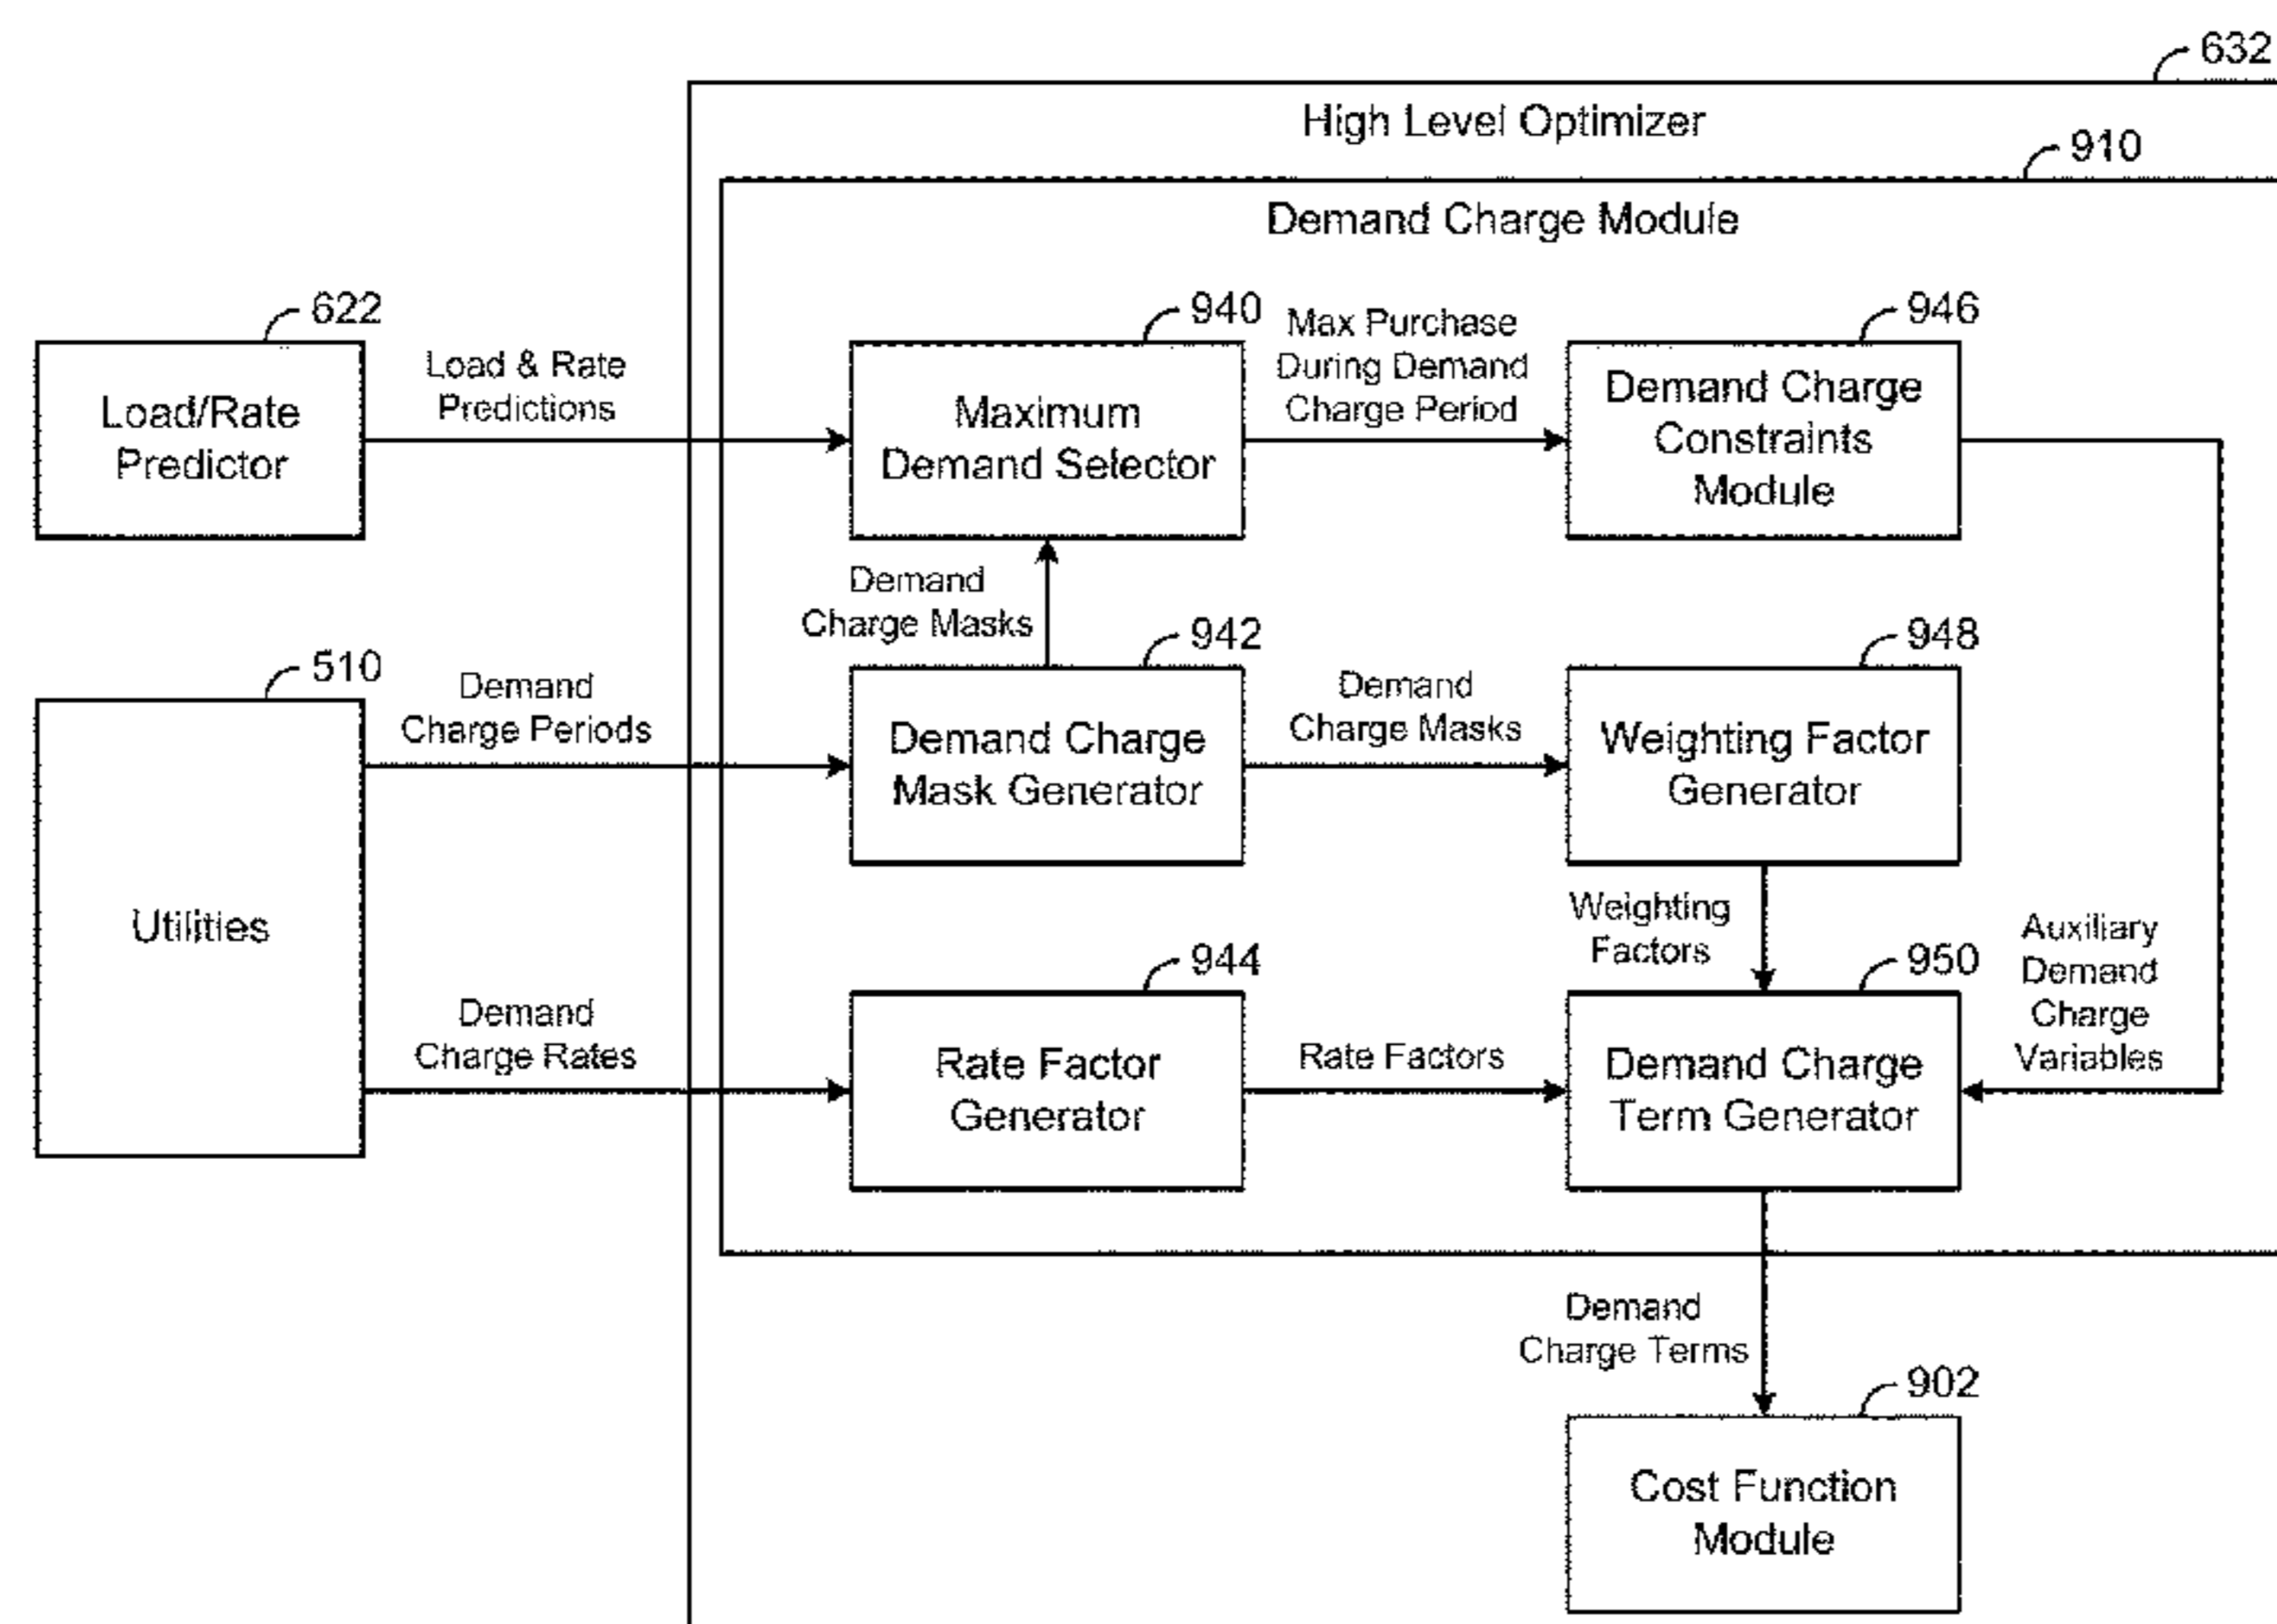 632
High Level Optimizer
910
Demand Charge Module
622
Load/Rate
Predictor
Load & Rate
Predictions
940
Maximum
Demand Selector
Max Purchase
During Demand
Charge Period
946
Demand Charge
Constraints
Module
Demand
Charge Masks
510
Utilities
Demand
Charge Periods
942
Demand Charge
Mask Generator
Demand
Charge Masks
948
Weighting Factor
Generator
Weighting
Factors
Auxiliary
Demand
Charge
Variables
Demand
Charge Rates
944
Rate Factor
Generator
Rate Factors
950
Demand Charge
Term Generator
Demand
Charge Terms
902
Cost Function
Module